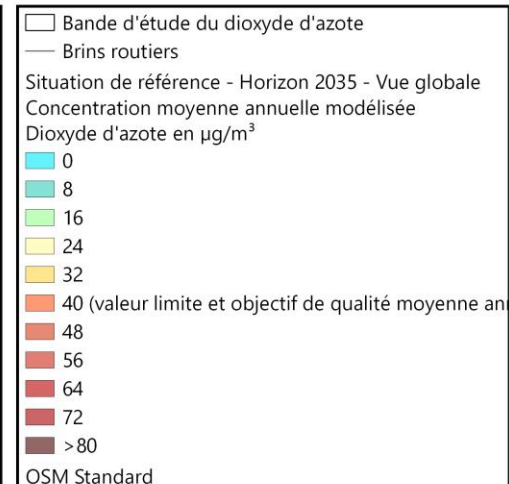 Bande d'étude du dioxyde d'azote
Brins routiers
Situation de référence - Horizon 2035 - Vue globale
Concentration moyenne annuelle modélisée
Dioxyde d'azote en µg/m³
0
8
16
24
32
40 (valeur limite et objectif de qualité moyenne
48
56
64
72
>80
OSM Standard